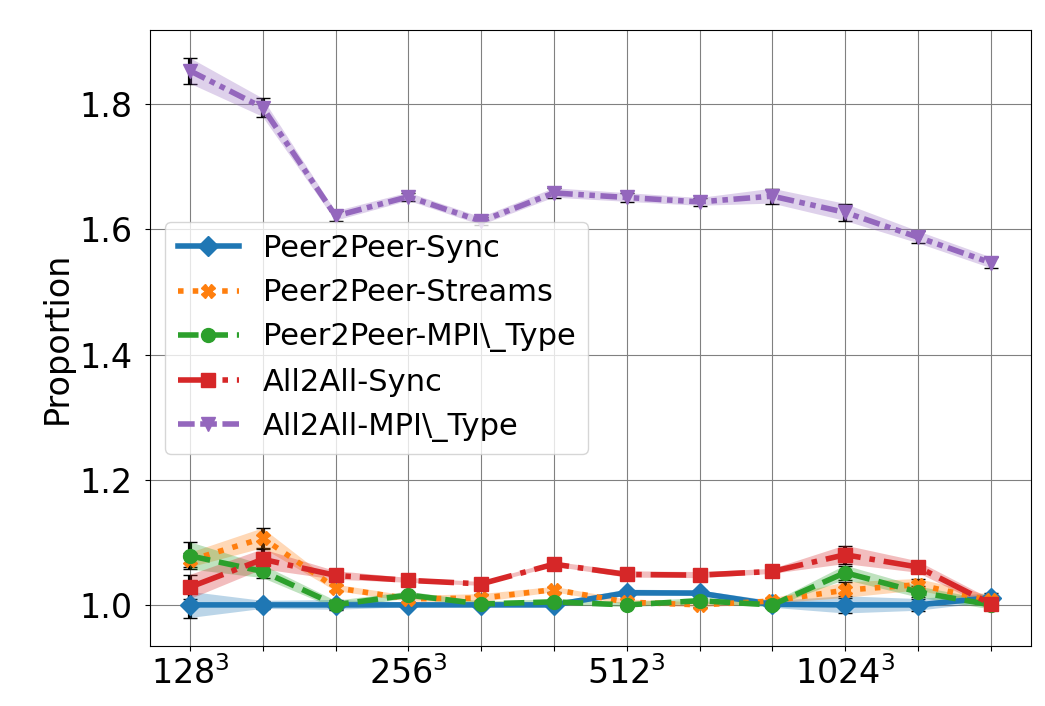 1.8
1.6
1.4
1.2
1.0
Proportion
Peer2Peer-Sync
Peer2Peer-Streams
Peer2Peer-MPI\_Type
All2All-Sync
All2All-MPI\_Type
128³ 256³ 512³ 1024³